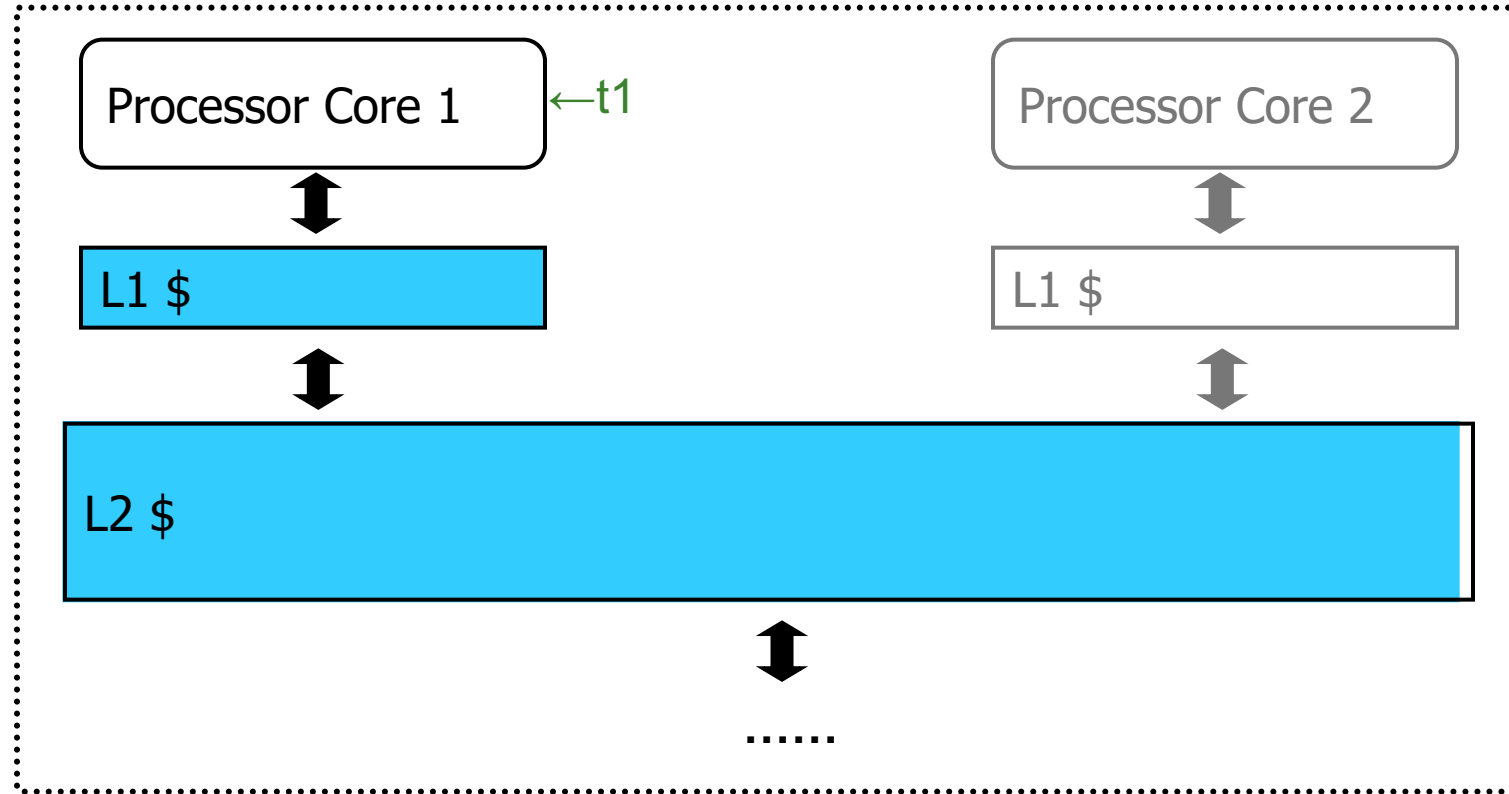 Processor Core 1
←t1
Processor Core 2
L1 $
L1 $
L2 $
......